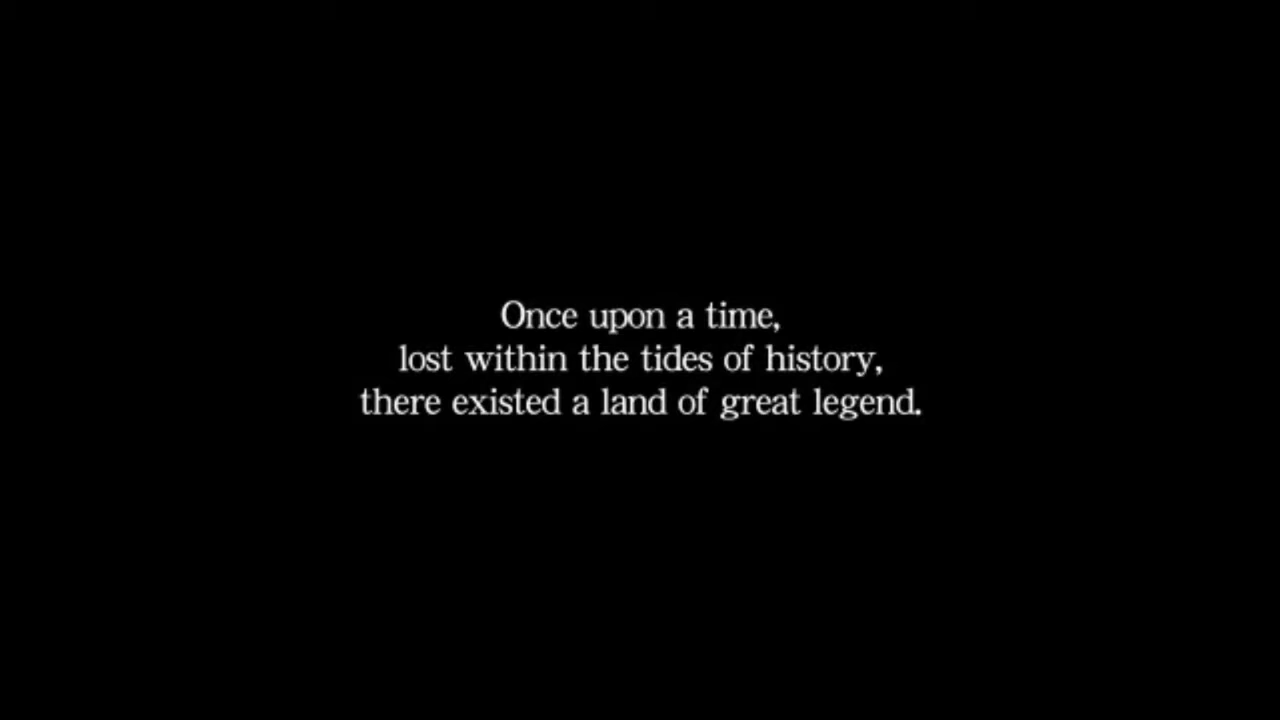 Once upon a time,
lost within the tides of history,
there existed a land of great legend.